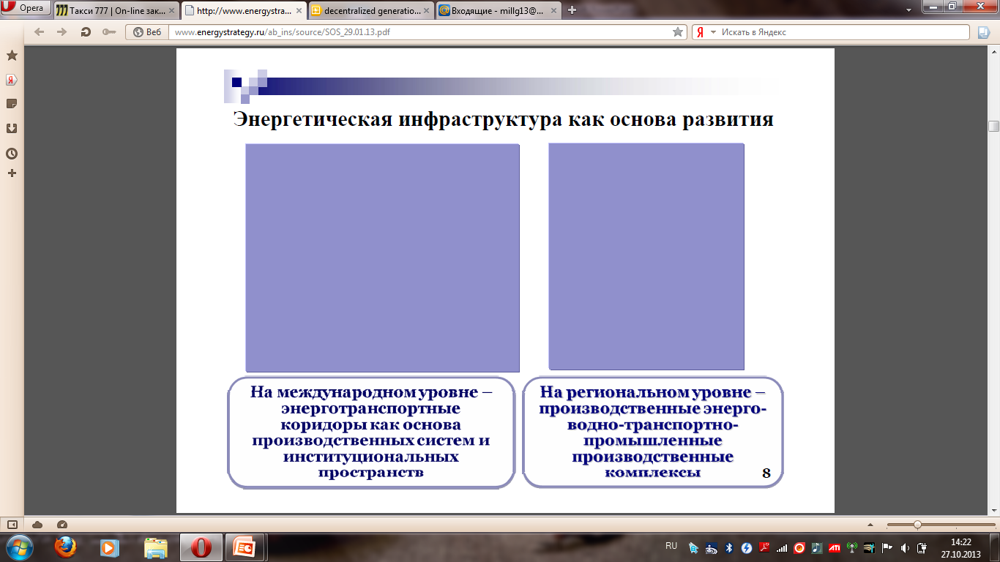 Opera
777 Такси 777 | On-line зак...
http://www.energystra...
decentralized generatio...
Входящие - millg13@...
Веб
www.energystrategy.ru/ab_ins/source/SOS_29.01.13.pdf
Я Искать в Яндекс
Я
Энергетическая инфраструктура как основа развития
На международном уровне –
энерготранспортные
коридоры как основа
производственных систем и
институциональных
пространств
На региональном уровне –
производственные энерго-
водно-транспортно-
промышленные
производственные
комплексы
8
RU
ATI
14:22
27.10.2013